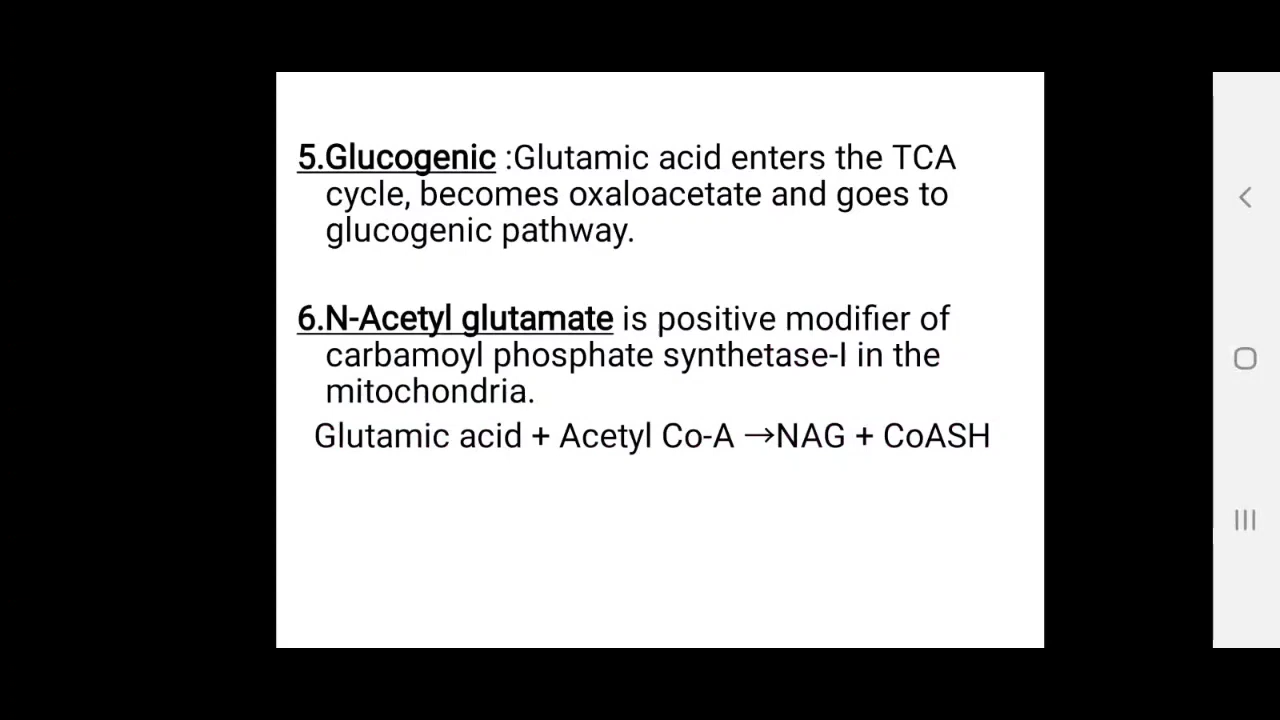 5.Glucogenic :Glutamic acid enters the TCA
cycle, becomes oxaloacetate and goes to
glucogenic pathway.
6.N-Acetyl glutamate is positive modifier of
carbamoyl phosphate synthetase-I in the
mitochondria.
Glutamic acid + Acetyl Co-A →NAG + CoASH